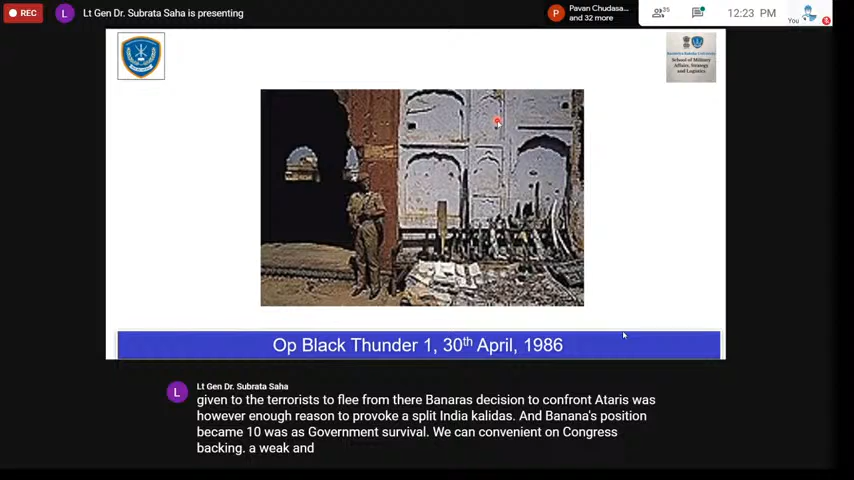 REC
L
Lt Gen Dr. Subrata Saha is presenting
P
Pavan Chudasa...
and 32 more
35
12:23 PM
You
School of Military
Affairs, Strategy
and Logistics
Op Black Thunder 1, 30th April, 1986
L
Lt Gen Dr. Subrata Saha
given to the terrorists to flee from there Banaras decision to confront Ataris was
however enough reason to provoke a split India kalidas. And Banana's position
became 10 was as Government survival. We can convenient on Congress
backing. a weak and